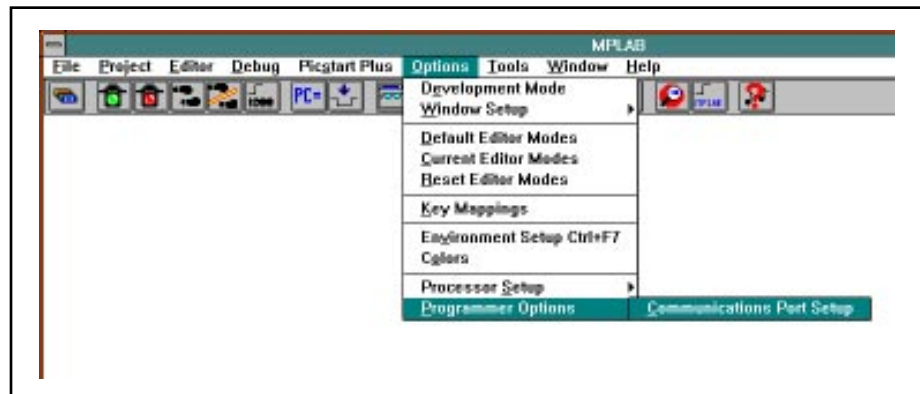 MPLAB
File Project Editor Debug Picstart Plus Options Tools Window Help
PC=
MPLAB
Development Mode
Window Setup
Default Editor Modes
Current Editor Modes
Reset Editor Modes
Key Mappings
Environment Setup Ctrl+F7
Colors
Processor Setup
Programmer Options Communications Port Setup